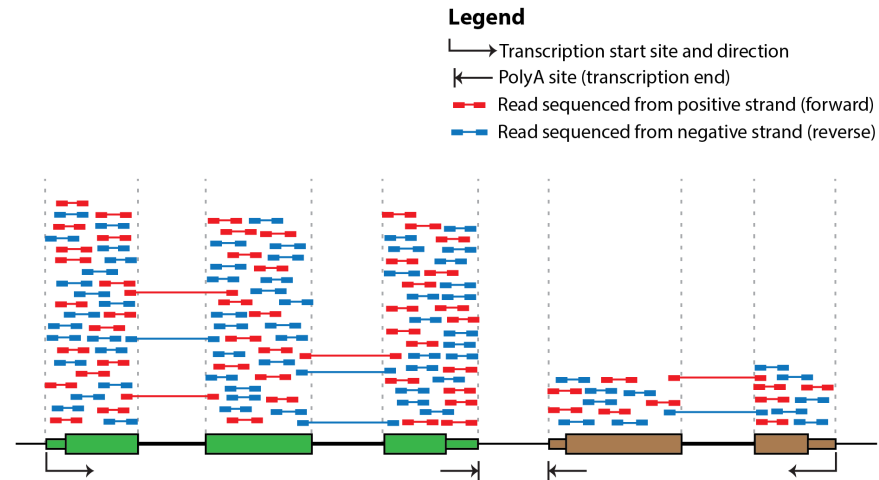 Legend
Transcription start site and direction
PolyA site (transcription end)
Read sequenced from positive strand (forward)
Read sequenced from negative strand (reverse)